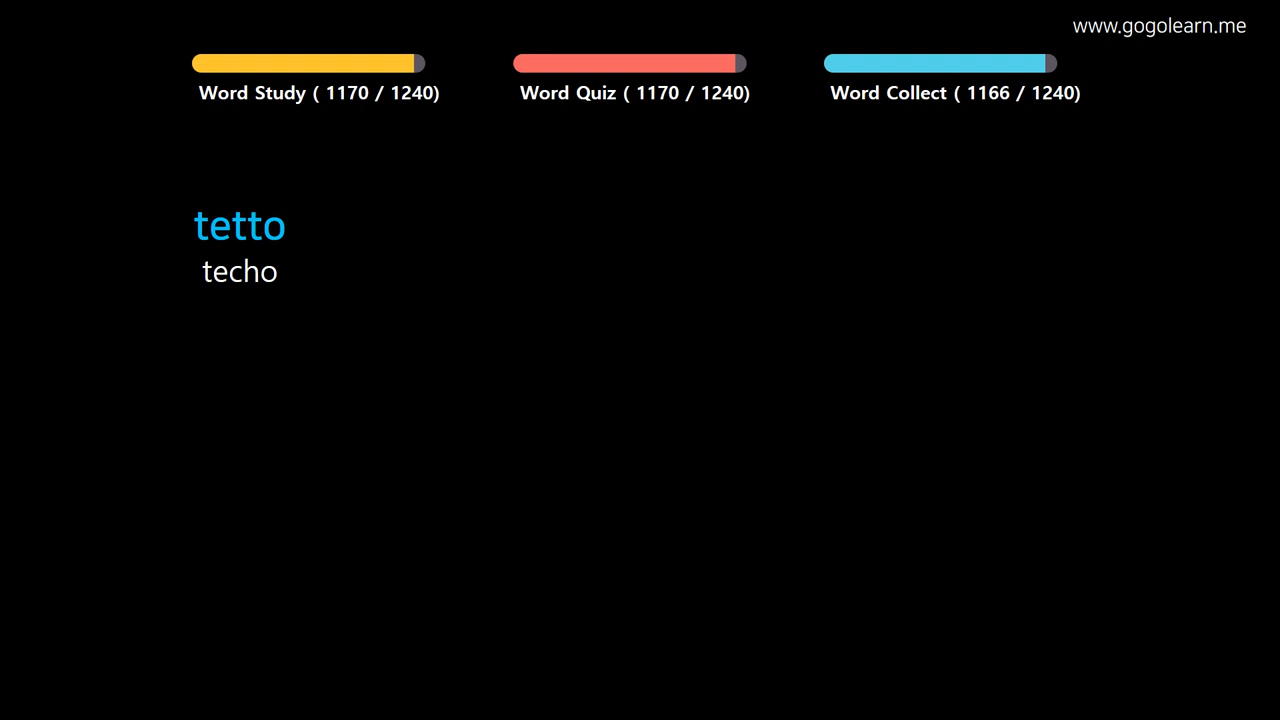 www.gogolearn.me
Word Study ( 1170 / 1240)
Word Quiz ( 1170 / 1240)
Word Collect ( 1166 / 1240)
tetto
techo